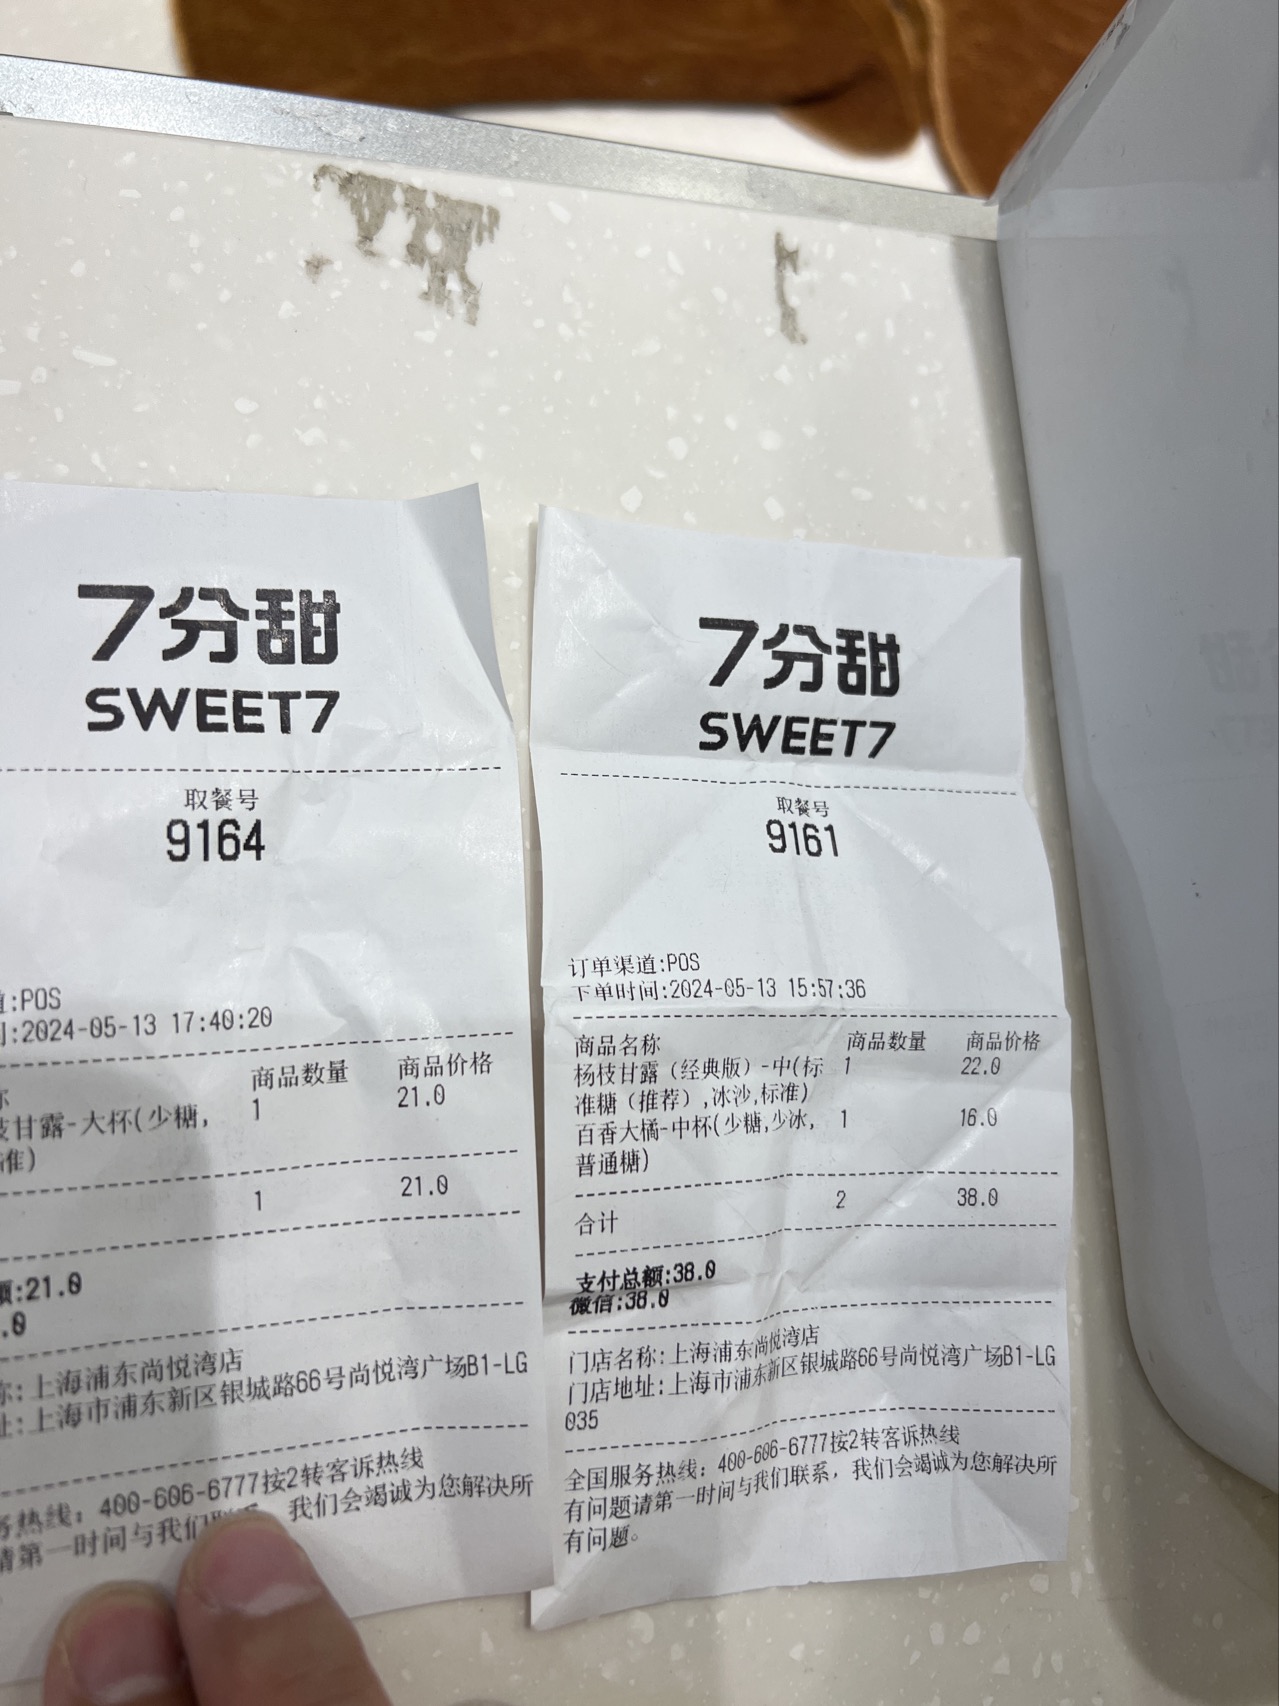 7分甜
SWEET7
取餐号
9164
道:POS
间:2024-05-13 17:40:20
称 商品数量 商品价格
枝甘露-大杯(少糖, 1 21.0
准)
1 21.0
额:21.0
.0
称:上海浦东尚悦湾店
址:上海市浦东新区银城路66号尚悦湾广场B1-LG
务热线: 400-606-6777按2转客诉热线
请第一时间与我们联系, 我们会竭诚为您解决所
7分甜
SWEET7
取餐号
9161
订单渠道:POS
下单时间:2024-05-13 15:57:36
商品名称 商品数量 商品价格
杨枝甘露(经典版)-中(标 1 22.0
准糖(推荐),冰沙,标准)
百香大橘-中杯(少糖,少冰, 1 16.0
普通糖)
合计 2 38.0
支付总额:38.0
微信:38.0
门店名称:上海浦东尚悦湾店
门店地址:上海市浦东新区银城路66号尚悦湾广场B1-LG
035
全国服务热线: 400-606-6777按2转客诉热线
有问题请第一时间与我们联系, 我们会竭诚为您解决所
有问题。